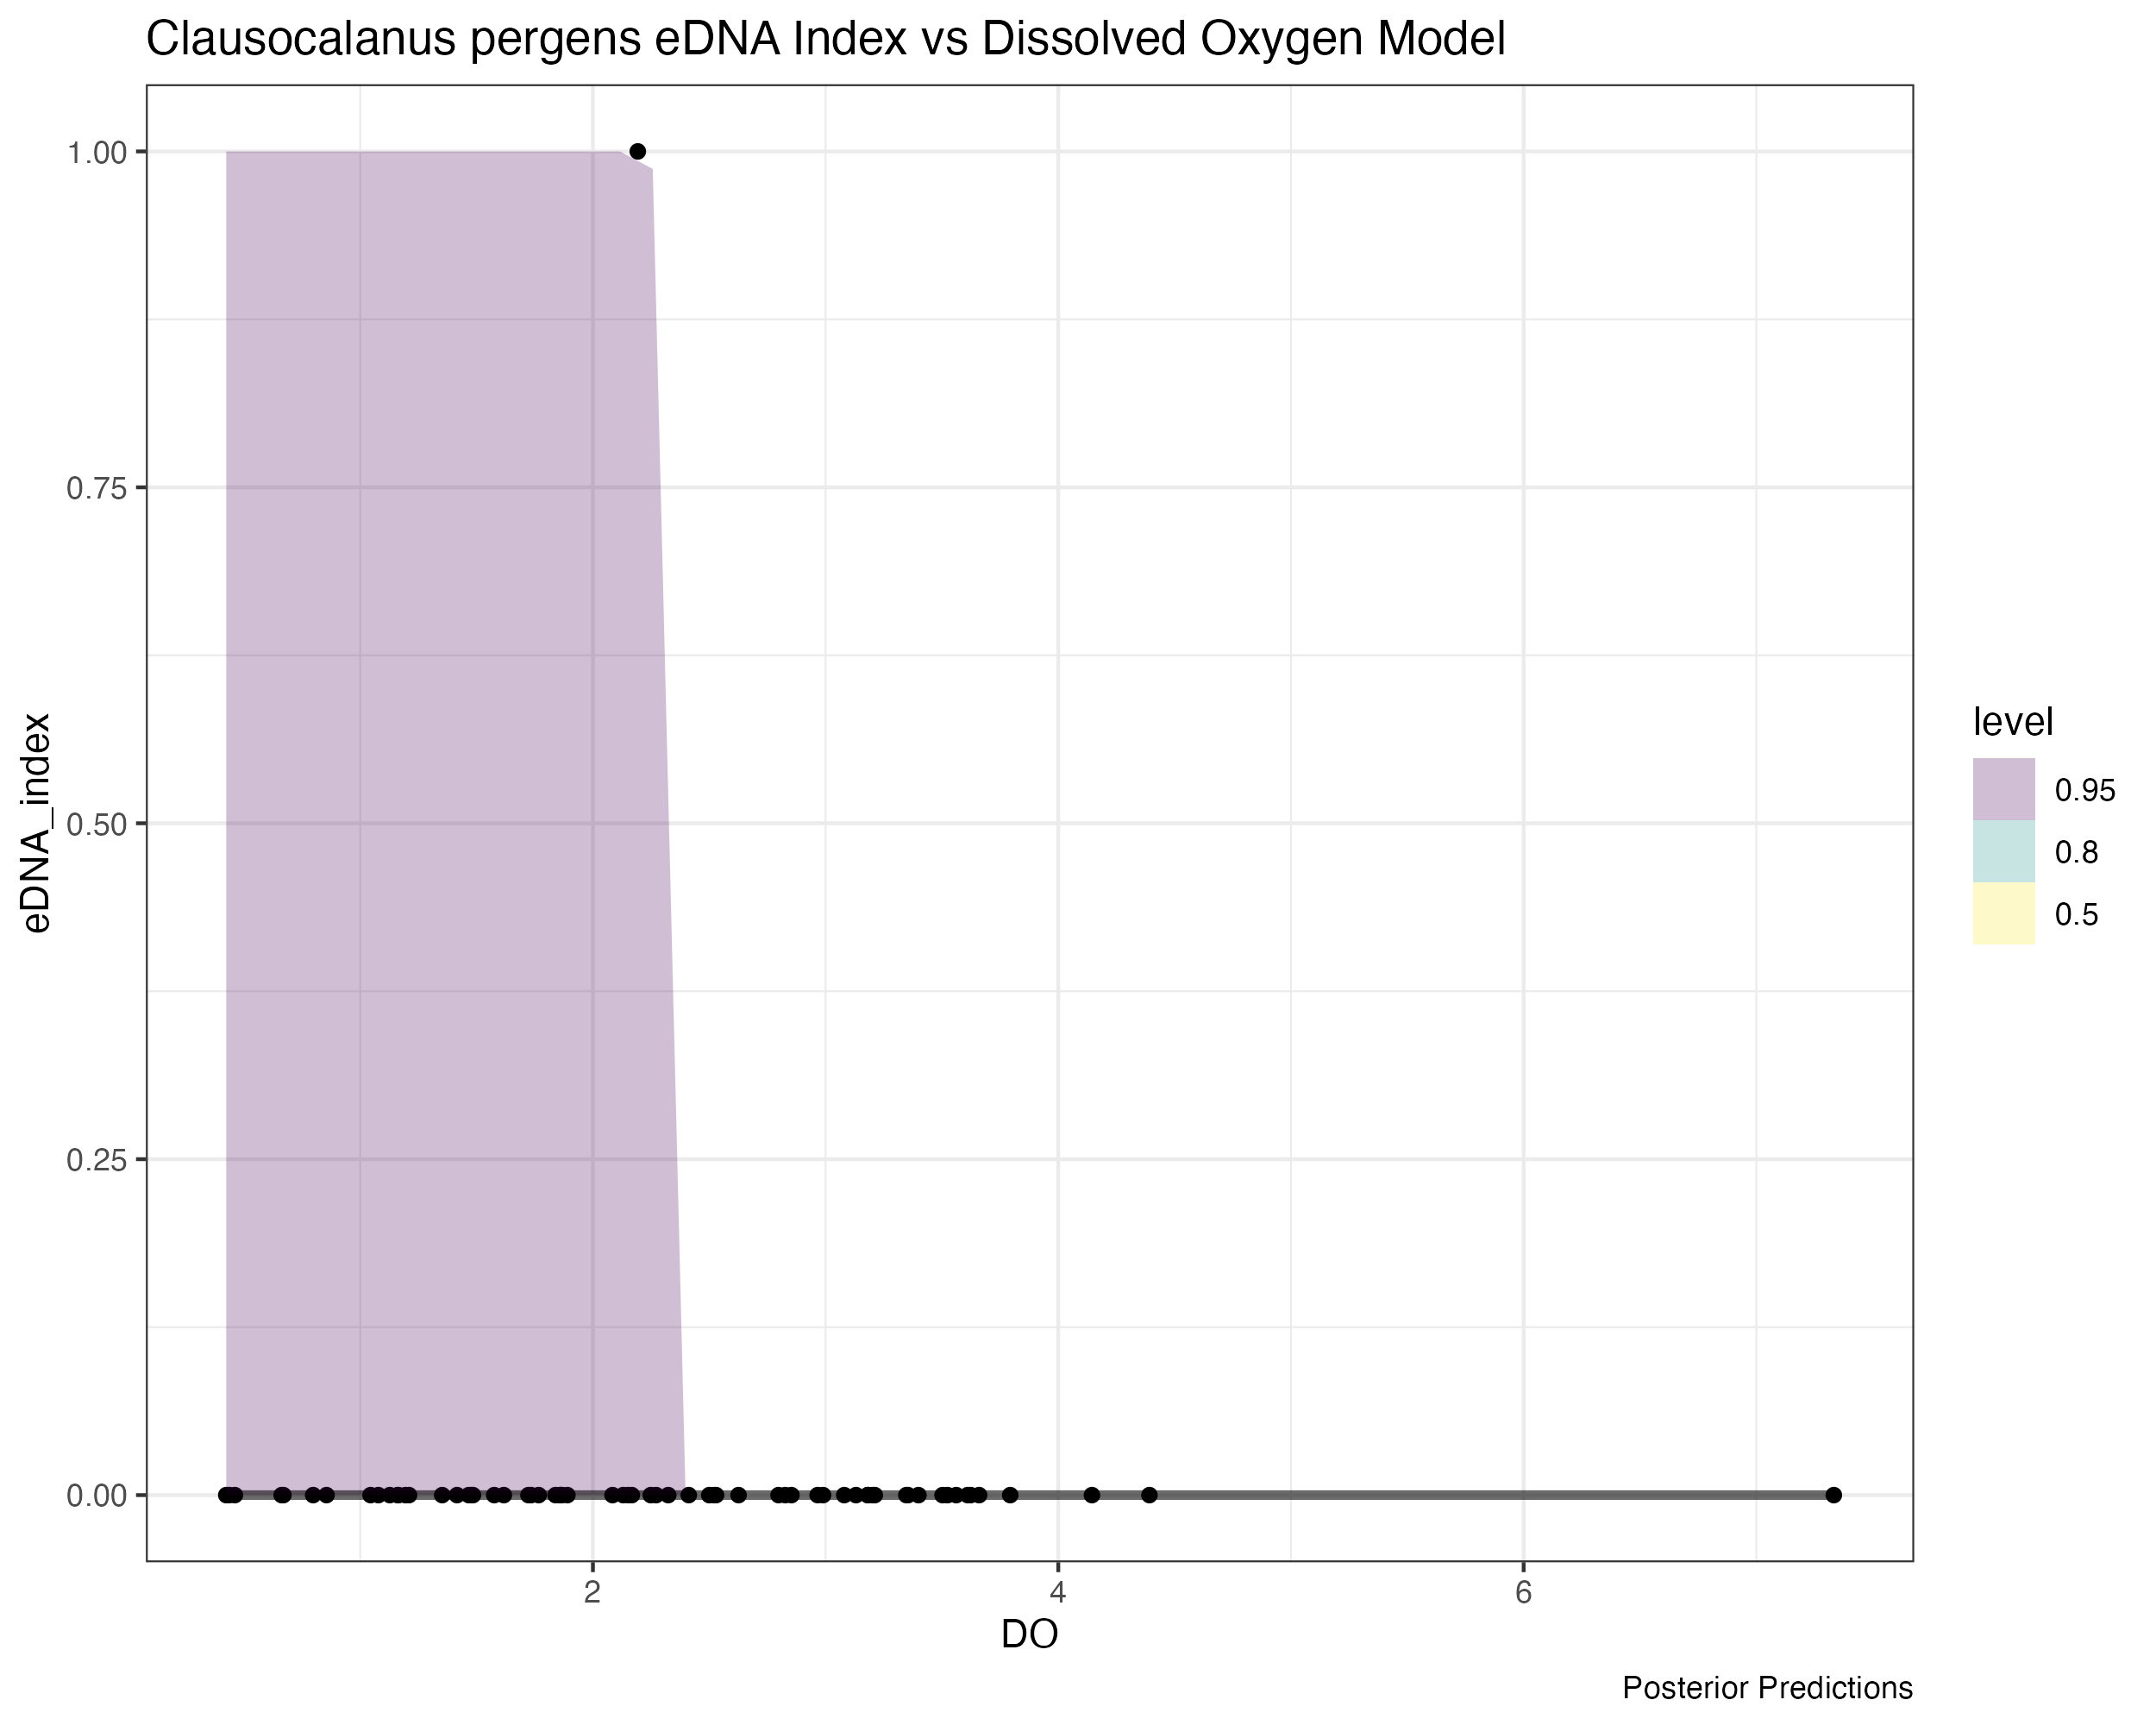 Clausocalanus pergens eDNA Index vs Dissolved Oxygen Model
eDNA_index
1.00
0.75
0.50
0.25
0.00
2
4
6
DO
level
0.95
0.8
0.5
Posterior Predictions